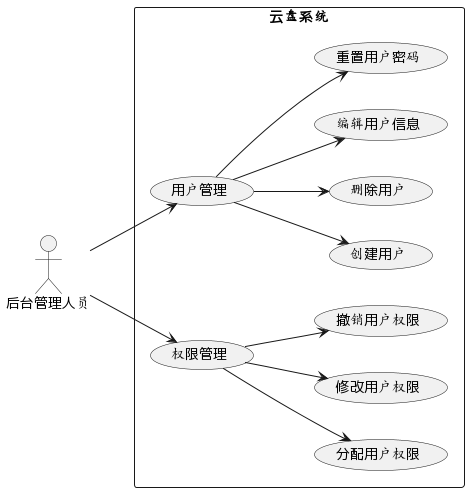 云盘系统
重置用户密码
编辑用户信息
用户管理
删除用户
创建用户
后台管理人员
撤销用户权限
权限管理
修改用户权限
分配用户权限